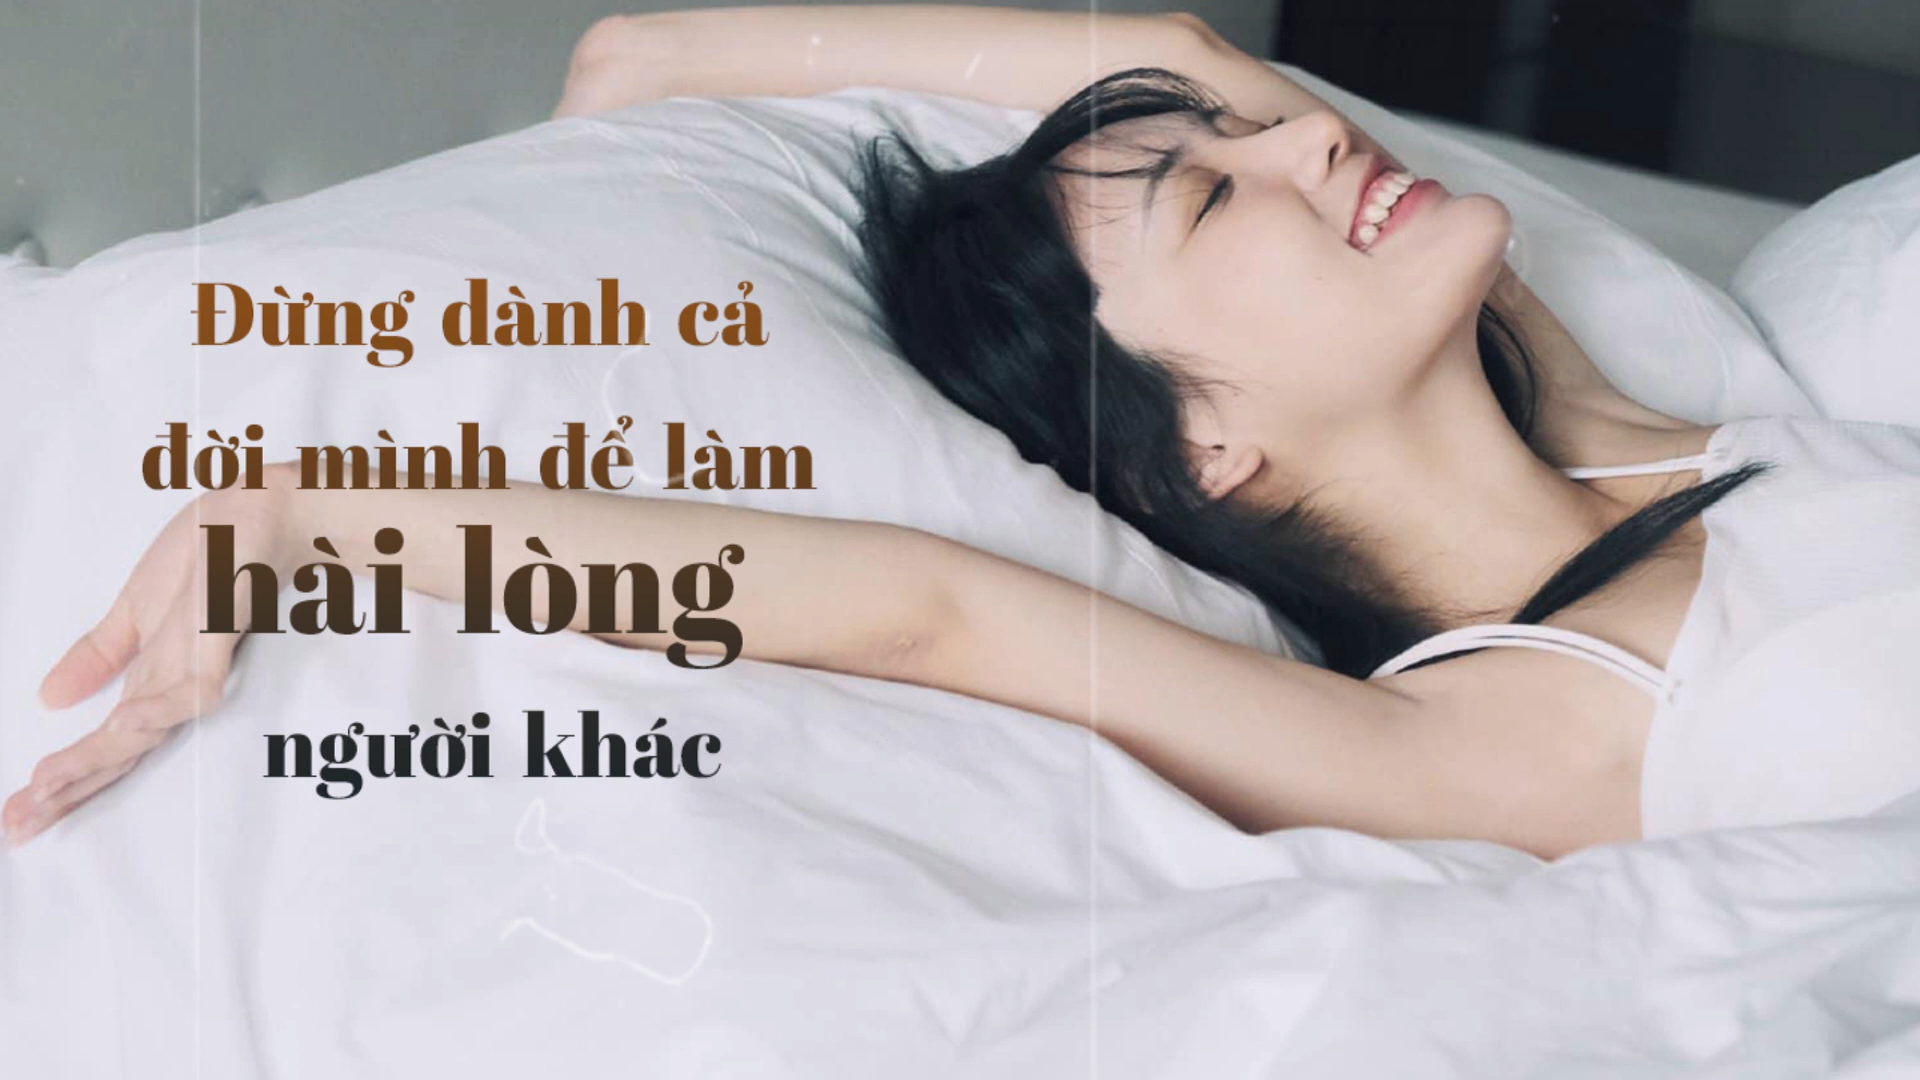 Đừng dành cả
đời mình để làm
hài lòng
người khác